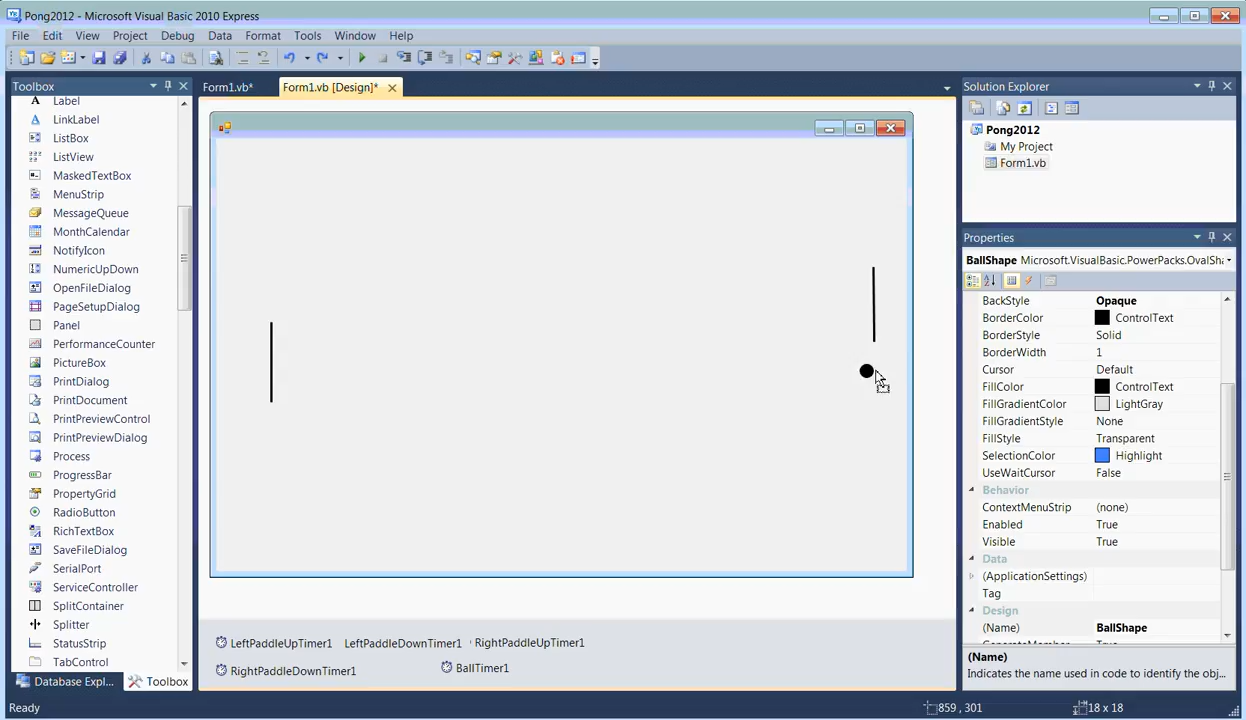 Pong2012 - Microsoft Visual Basic 2010 Express
File Edit View Project Debug Data Format Tools Window Help
Toolbox
Label
LinkLabel
ListBox
ListView
MaskedTextBox
MenuStrip
MessageQueue
MonthCalendar
NotifyIcon
NumericUpDown
OpenFileDialog
PageSetupDialog
Panel
PerformanceCounter
PictureBox
PrintDialog
PrintDocument
PrintPreviewControl
PrintPreviewDialog
Process
ProgressBar
PropertyGrid
RadioButton
RichTextBox
SaveFileDialog
SerialPort
ServiceController
SplitContainer
Splitter
StatusStrip
TabControl
Database Expl... Toolbox
Form1.vb* Form1.vb [Design]*
LeftPaddleUpTimer1 LeftPaddleDownTimer1 RightPaddleUpTimer1
RightPaddleDownTimer1 BallTimer1
Solution Explorer
Pong2012
My Project
Form1.vb
Properties
BallShape Microsoft.VisualBasic.PowerPacks.OvalSha
BackStyle Opaque
BorderColor ControlText
BorderStyle Solid
BorderWidth 1
Cursor Default
FillColor ControlText
FillGradientColor LightGray
FillGradientStyle None
FillStyle Transparent
SelectionColor Highlight
UseWaitCursor False
Behavior
ContextMenuStrip (none)
Enabled True
Visible True
Data
(ApplicationSettings)
Tag
Design
(Name) BallShape
(Name)
Indicates the name used in code to identify the obj...
Ready 859 , 301 18 x 18